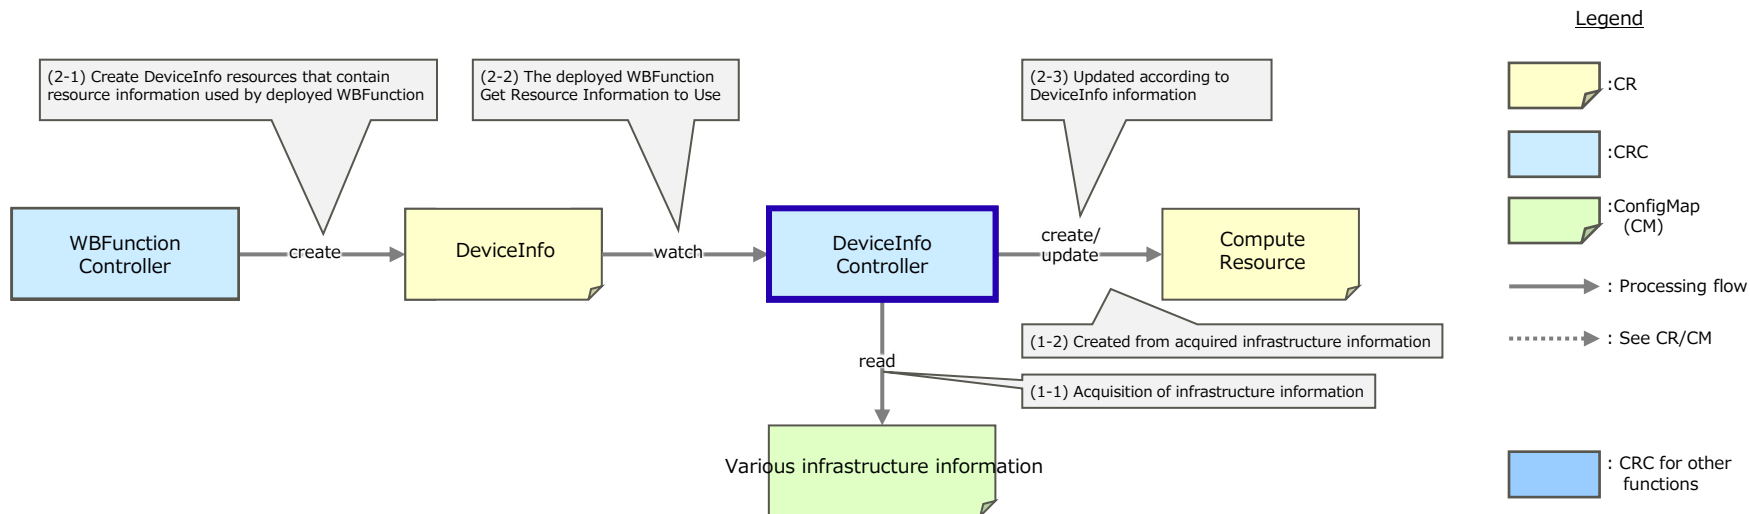 Legend
(2-1) Create DeviceInfo resources that contain
resource information used by deployed WBFunction
(2-2) The deployed WBFunction
Get Resource Information to Use
(2-3) Updated according to
DeviceInfo information
:CR
:CRC
:ConfigMap
(CM)
WBFunction
Controller
create
DeviceInfo
watch
DeviceInfo
Controller
create/
update
Compute
Resource
: Processing flow
(1-2) Created from acquired infrastructure information
: See CR/CM
read
(1-1) Acquisition of infrastructure information
Various infrastructure information
: CRC for other
functions